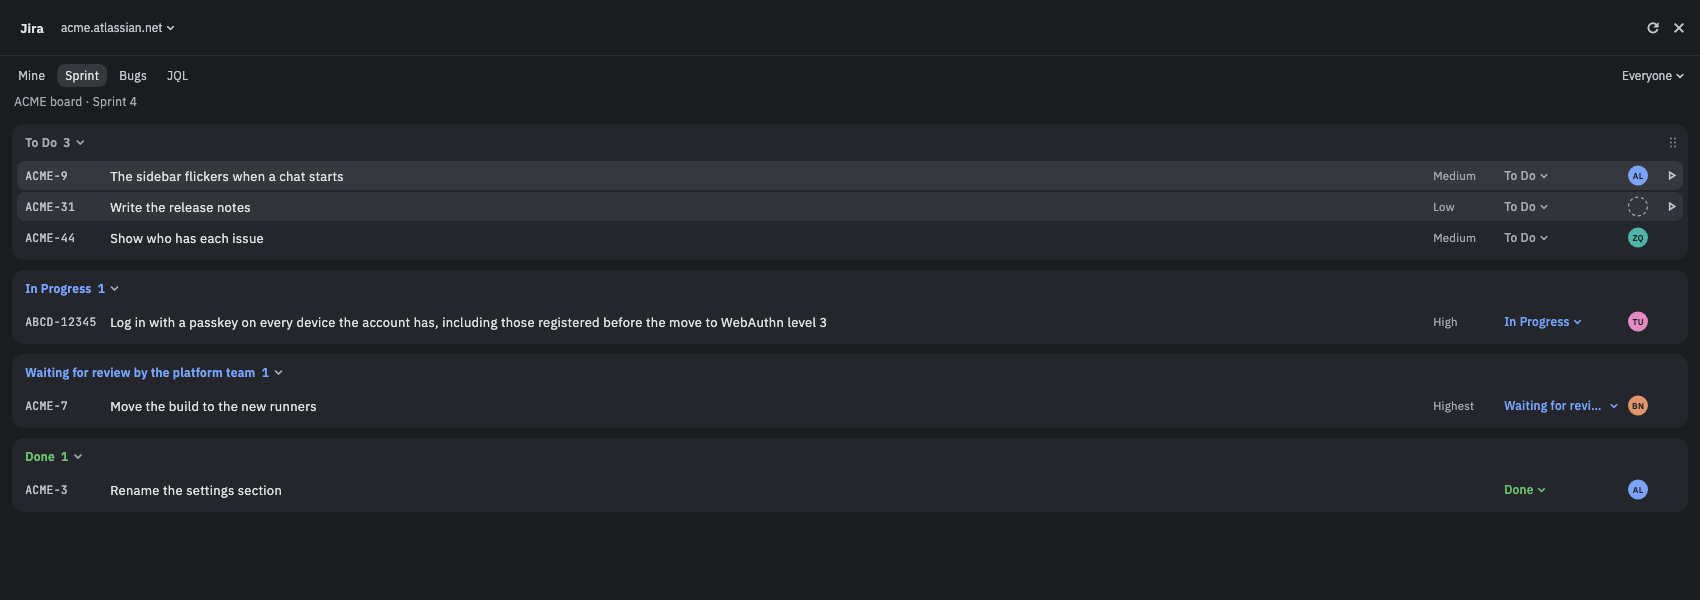 Jira acme.atlassian.net
Mine Sprint Bugs JQL Everyone
ACME board · Sprint 4
To Do 3
ACME-9 The sidebar flickers when a chat starts Medium To Do AL
ACME-31 Write the release notes Low To Do
ACME-44 Show who has each issue Medium To Do ZQ
In Progress 1
ABCD-12345 Log in with a passkey on every device the account has, including those registered before the move to WebAuthn level 3 High In Progress TU
Waiting for review by the platform team 1
ACME-7 Move the build to the new runners Highest Waiting for revi... BN
Done 1
ACME-3 Rename the settings section Done AL